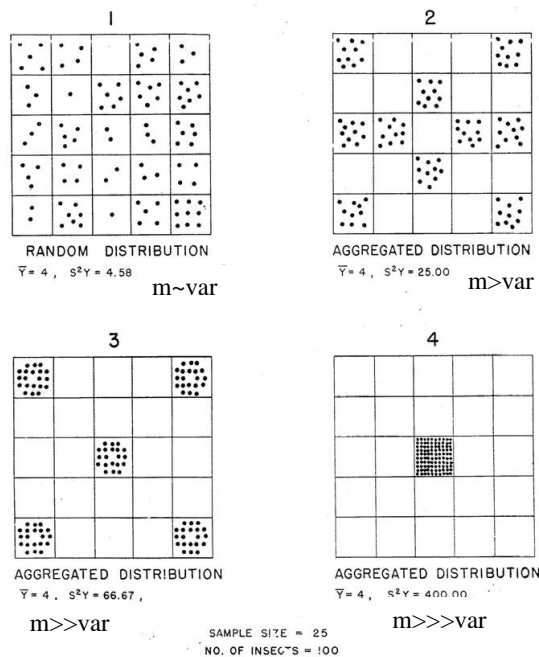 1
RANDOM DISTRIBUTION
Y̅ = 4 , S²Y = 4.58
m~var
2
AGGREGATED DISTRIBUTION
Y̅ = 4 , S²Y = 25.00
m>var
3
AGGREGATED DISTRIBUTION
Y̅ = 4 , S²Y = 66.67 ,
m>>var
4
AGGREGATED DISTRIBUTION
Y̅ = 4 , S²Y = 400.00
m>>>var
SAMPLE SIZE = 25
NO. OF INSECTS = 100